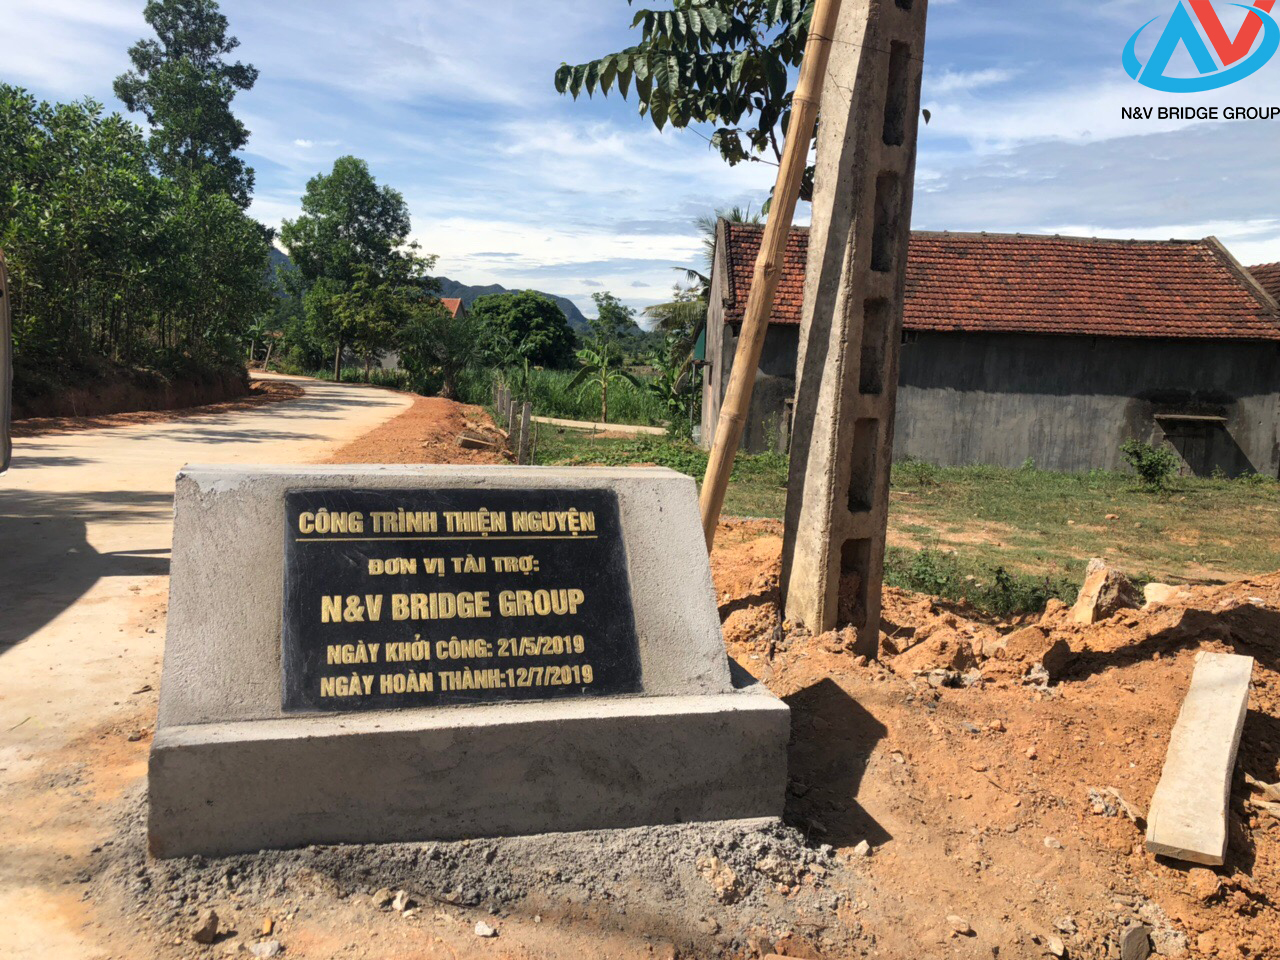 N&V BRIDGE GROUP
CÔNG TRÌNH THIỆN NGUYỆN
ĐƠN VỊ TÀI TRỢ:
N&V BRIDGE GROUP
NGÀY KHỞI CÔNG: 21/5/2019
NGÀY HOÀN THÀNH:12/7/2019